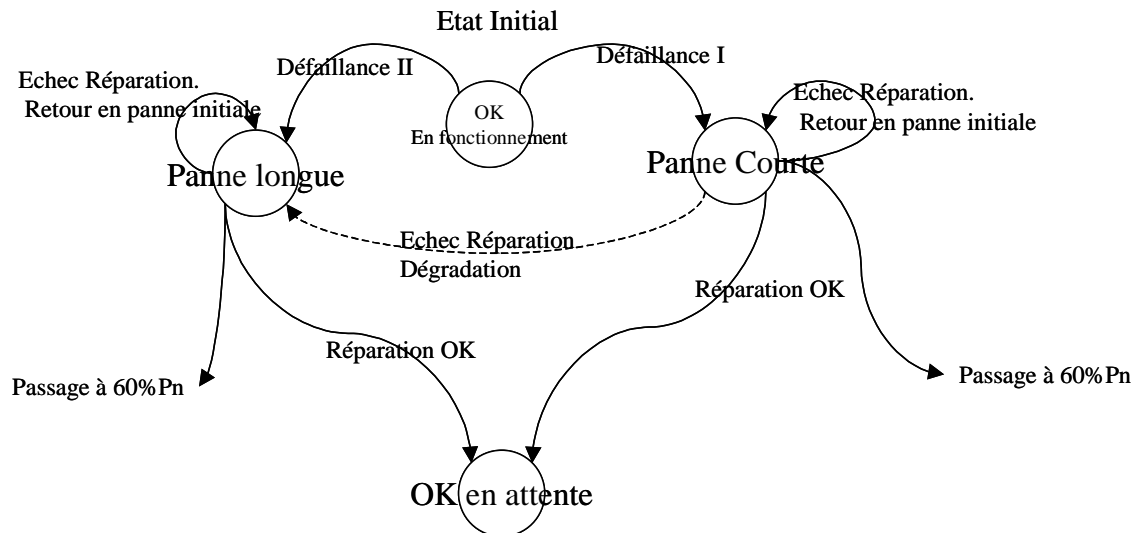 Etat Initial
Défaillance II
Défaillance I
Echec Réparation.
Retour en panne initiale
OK
En fonctionnement
Echec Réparation.
Retour en panne initiale
Panne longue
Panne Courte
Echec Réparation
Dégradation
Réparation OK
Réparation OK
Passage à 60%Pn
Passage à 60%Pn
OK en attente